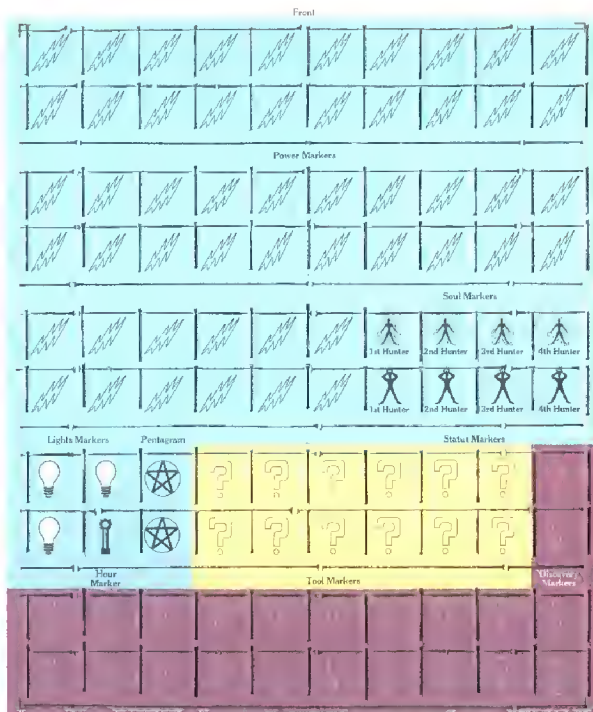 Front
Power Markers
Soul Markers
1st Hunter 2nd Hunter 3rd Hunter 4th Hunter
1st Hunter 2nd Hunter 3rd Hunter 4th Hunter
Lights Markers Pentagram Statut Markers
? ? ? ? ? ?
? ? ? ? ? ?
Hour Marker
Tool Markers
Discovery Markers